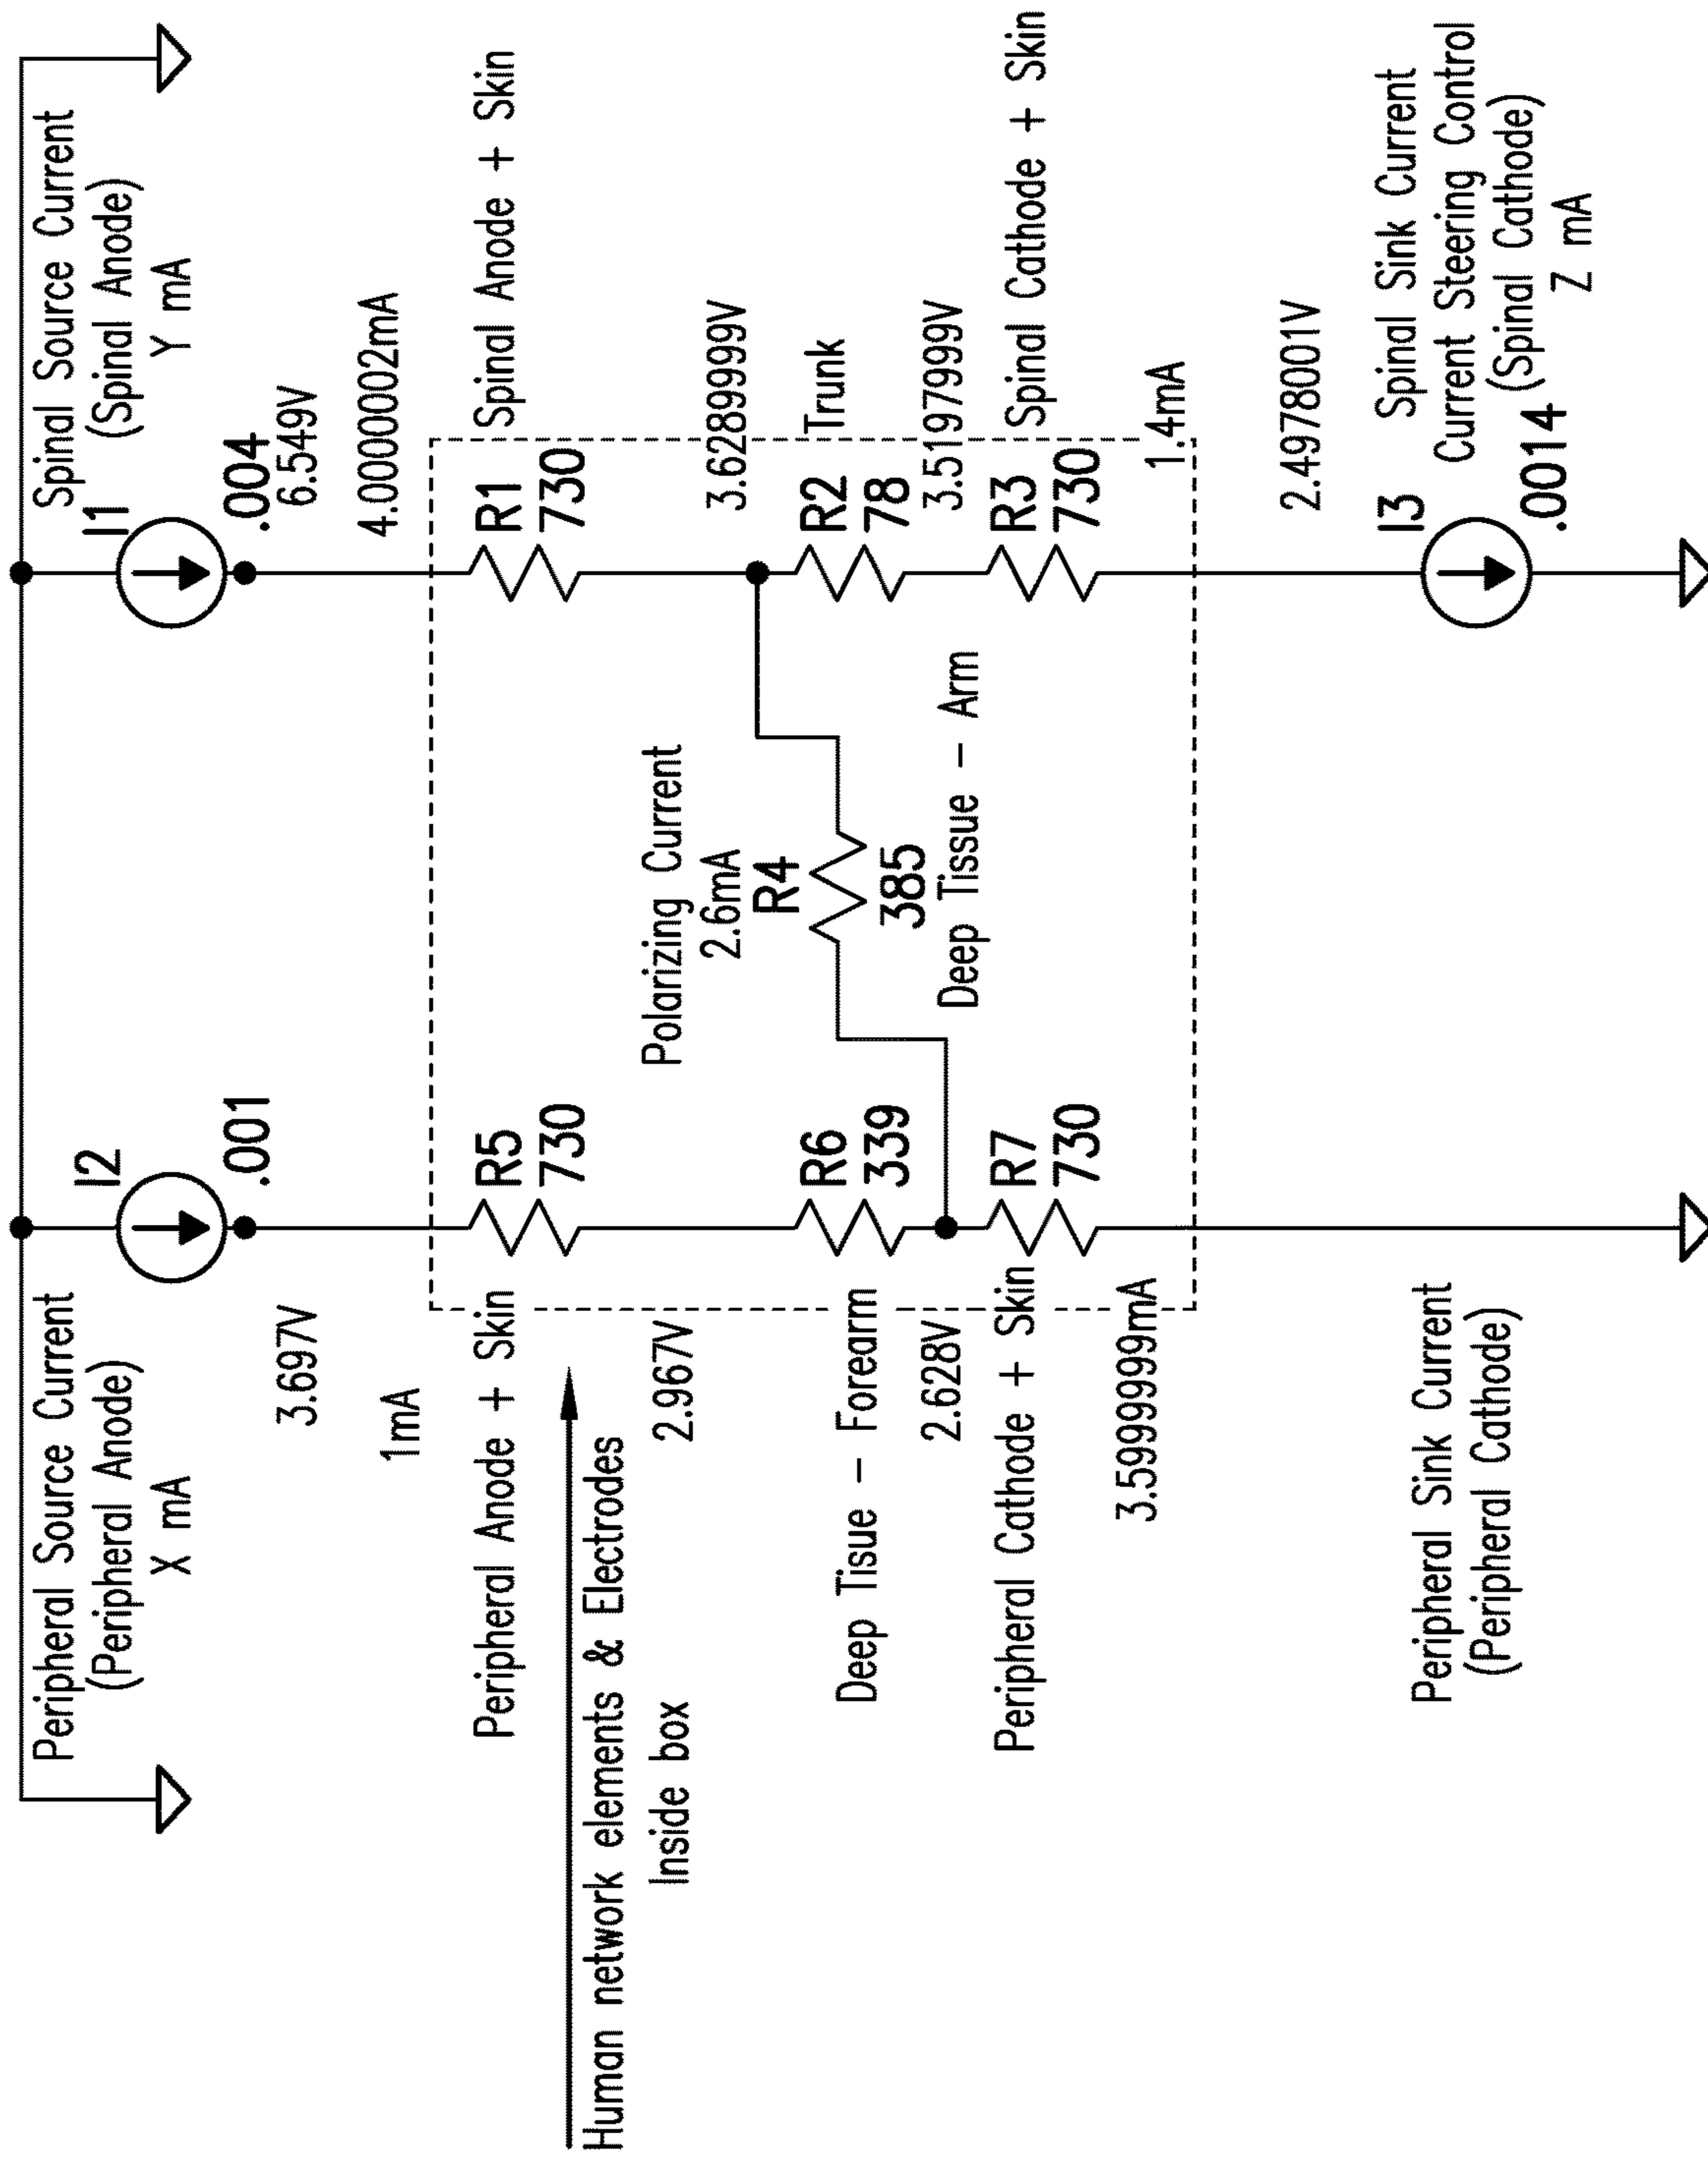 Peripheral Source Current
(Peripheral Anode)
X mA
I2
.001
3.697V
1mA
Spinal Source Current
(Spinal Anode)
Y mA
I1
.004
6.549V
4.0000002mA
Peripheral Anode + Skin
R5
730
R1
730
Spinal Anode + Skin
Human network elements & Electrodes
Inside box
2.967V
Polarizing Current
2.6mA
R4
385
Deep Tissue – Arm
3.6289999V
Deep Tisue – Forearm
R6
339
R2
78
Trunk
2.628V
3.5197999V
Peripheral Cathode + Skin
R7
730
R3
730
Spinal Cathode + Skin
3.5999999mA
1.4mA
2.4978001V
Peripheral Sink Current
(Peripheral Cathode)
I3
.0014
Spinal Sink Current
Current Steering Control
(Spinal Cathode)
Z mA